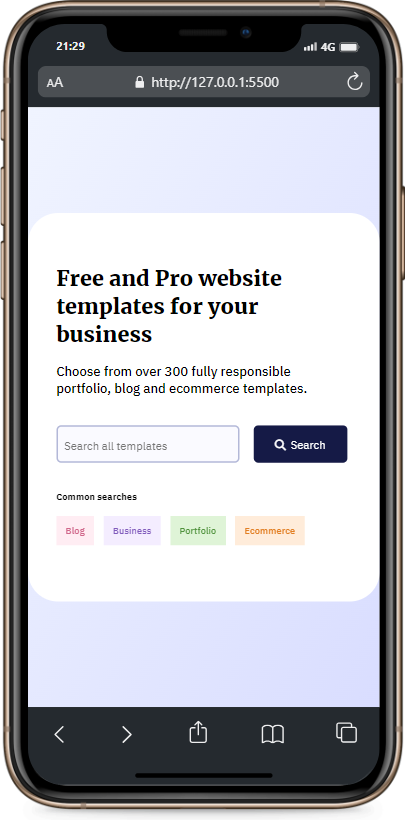 21:29
4G
AA
http://127.0.0.1:5500
Free and Pro website
templates for your
business
Choose from over 300 fully responsible
portfolio, blog and ecommerce templates.
Search all templates
Search
Common searches
Blog
Business
Portfolio
Ecommerce